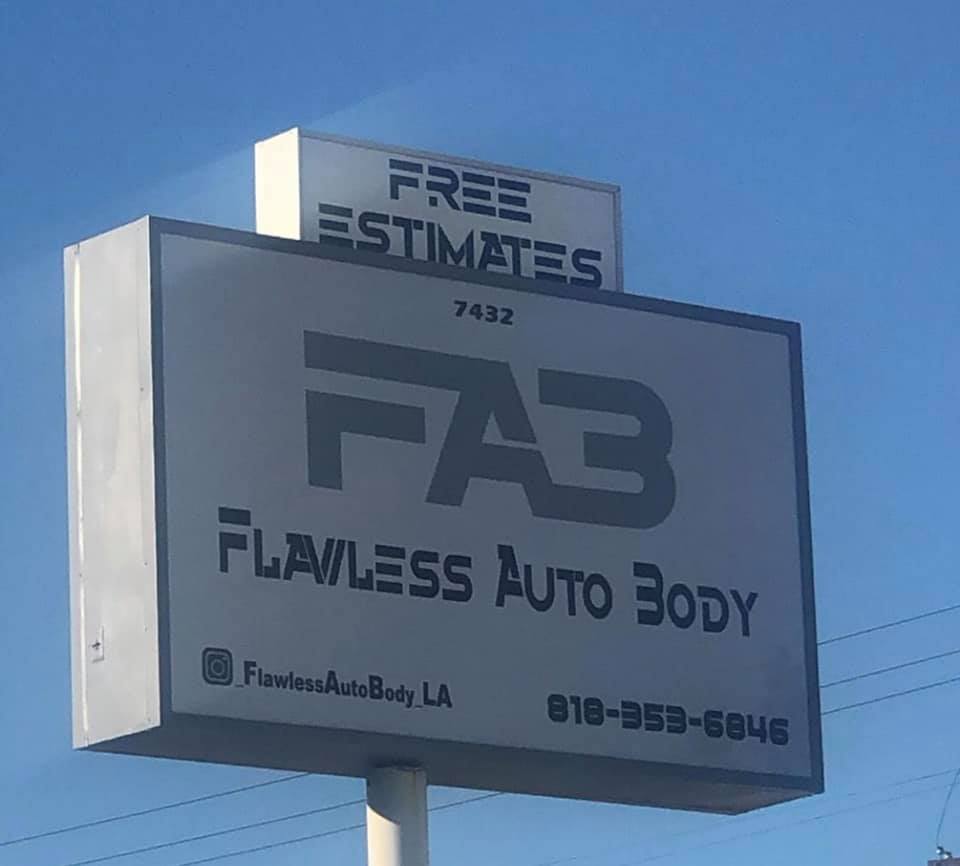 FREE
ESTIMATES
7432
FAB
FLAWLESS AUTO BODY
_FlawlessAutoBody_LA
818-353-6846